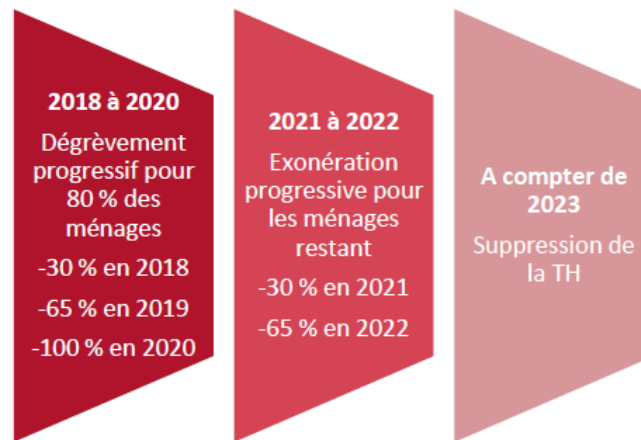 2018 à 2020
Dégrèvement
progressif pour
80 % des
ménages
-30 % en 2018
-65 % en 2019
-100 % en 2020
2021 à 2022
Exonération
progressive pour
les ménages
restant
-30 % en 2021
-65 % en 2022
A compter de
2023
Suppression de
la TH